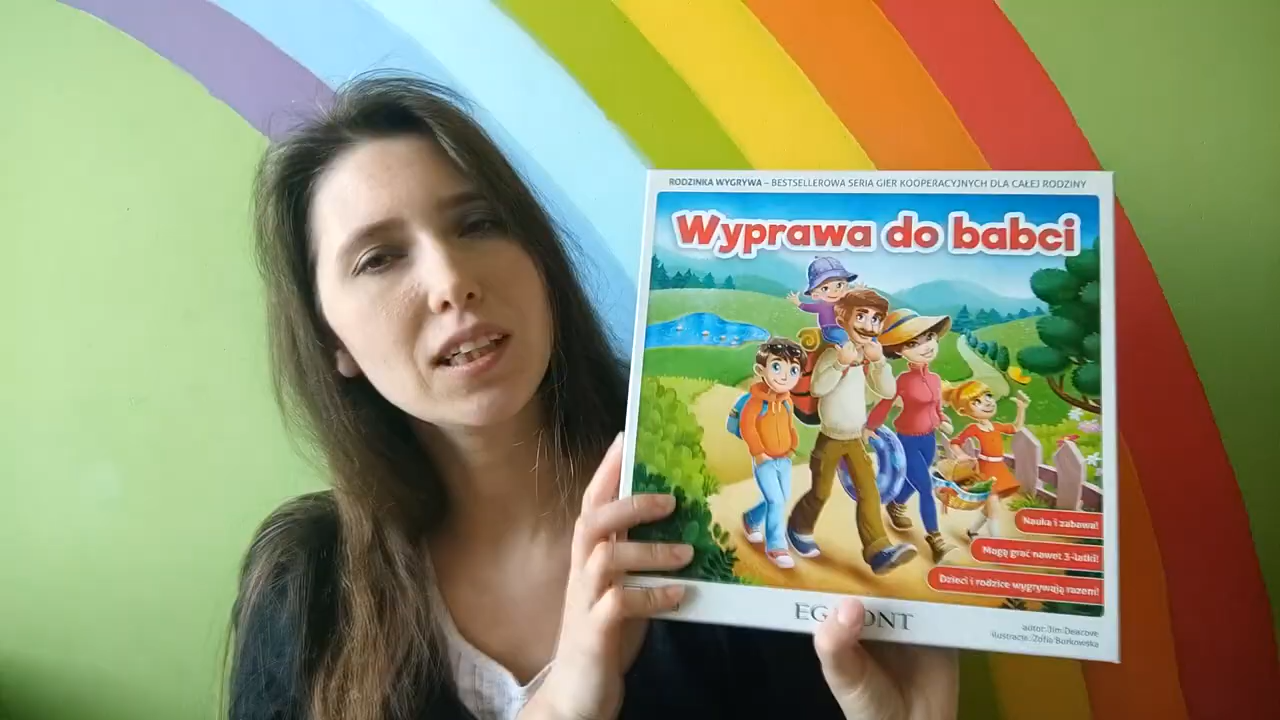 RODZINKA WYGRYWA – BESTSELLEROWA SERIA GIER KOOPERACYJNYCH DLA CAŁEJ RODZINY
Wyprawa do babci
Nauka i zabawa!
Mogą grać nawet 3-latki!
Dzieci i rodzice wygrywają razem!
EGMONT
autor: Jim Deacove
ilustracje: Zofia Borkowska